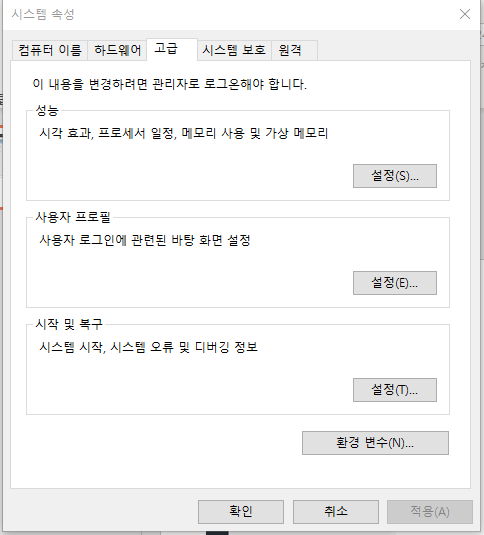 시스템 속성
컴퓨터 이름 하드웨어 고급 시스템 보호 원격
이 내용을 변경하려면 관리자로 로그온해야 합니다.
성능
시각 효과, 프로세서 일정, 메모리 사용 및 가상 메모리
설정(S)...
사용자 프로필
사용자 로그인에 관련된 바탕 화면 설정
설정(E)...
시작 및 복구
시스템 시작, 시스템 오류 및 디버깅 정보
설정(T)...
환경 변수(N)...
확인 취소 적용(A)